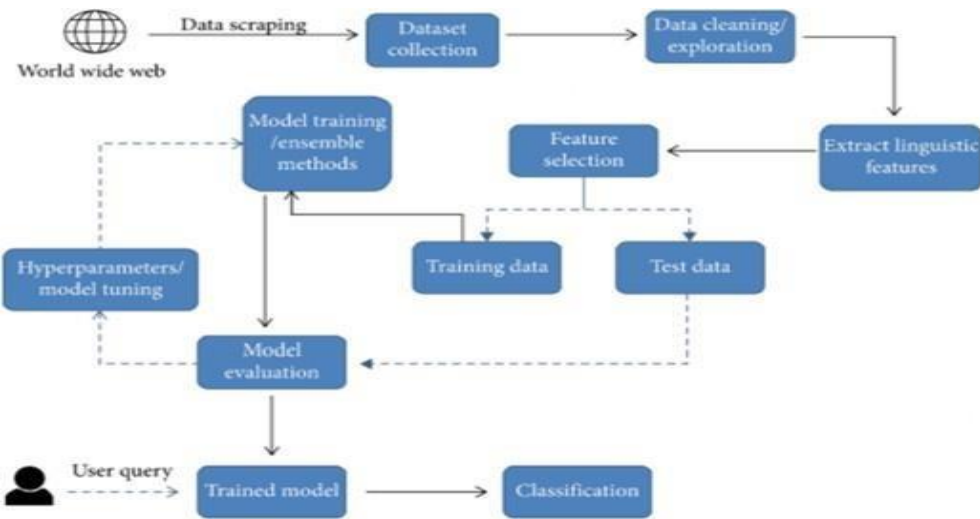 Data scraping
World wide web
Dataset
collection
Data cleaning/
exploration
Model training
/ensemble
methods
Feature
selection
Extract linguistic
features
Hyperparameters/
model tuning
Training data
Test data
Model
evaluation
User query
Trained model
Classification